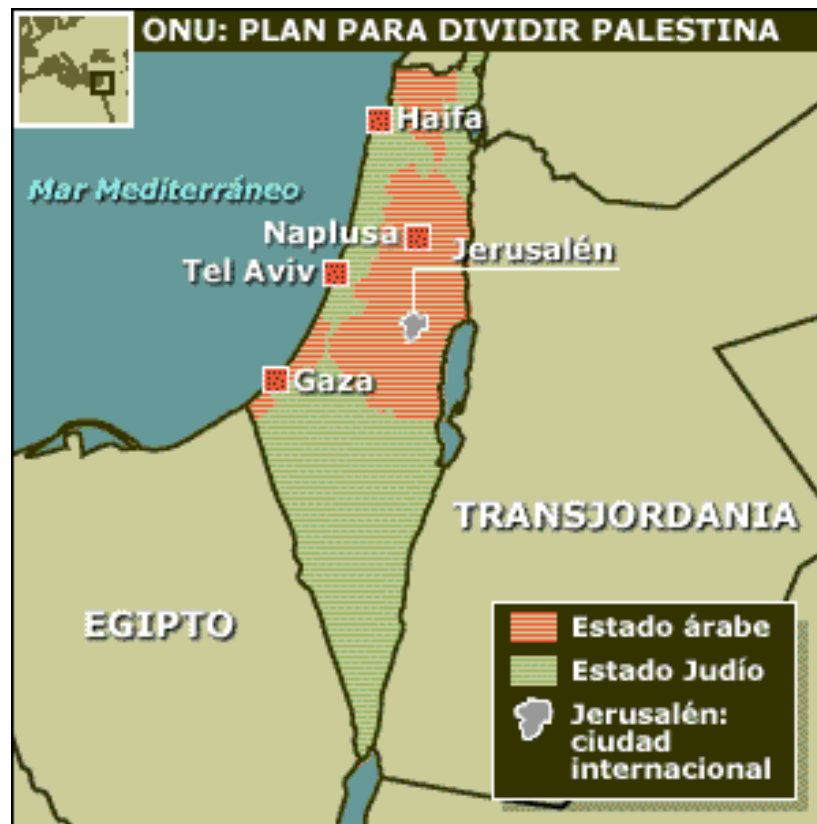 ONU: PLAN PARA DIVIDIR PALESTINA
Haifa
Mar Mediterráneo
Naplusa
Jerusalén
Tel Aviv
Gaza
TRANSJORDANIA
EGIPTO
Estado árabe
Estado Judío
Jerusalén:
ciudad
internacional